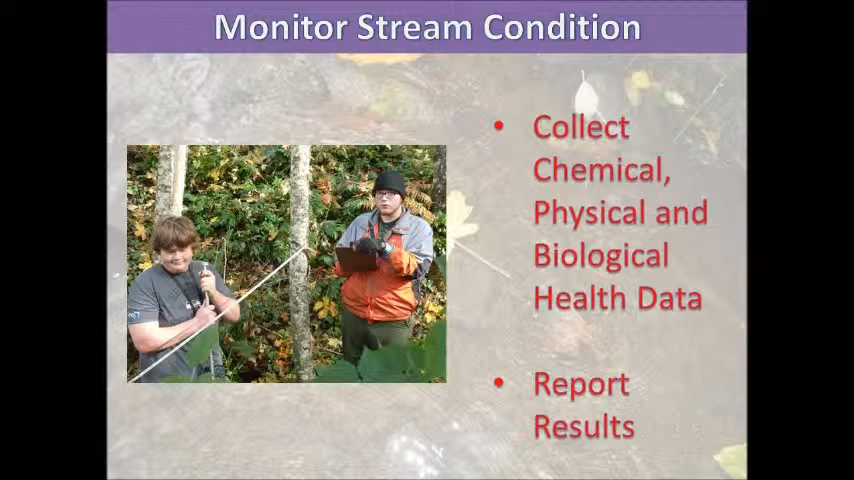 Monitor Stream Condition
• Collect
Chemical,
Physical and
Biological
Health Data
• Report
Results